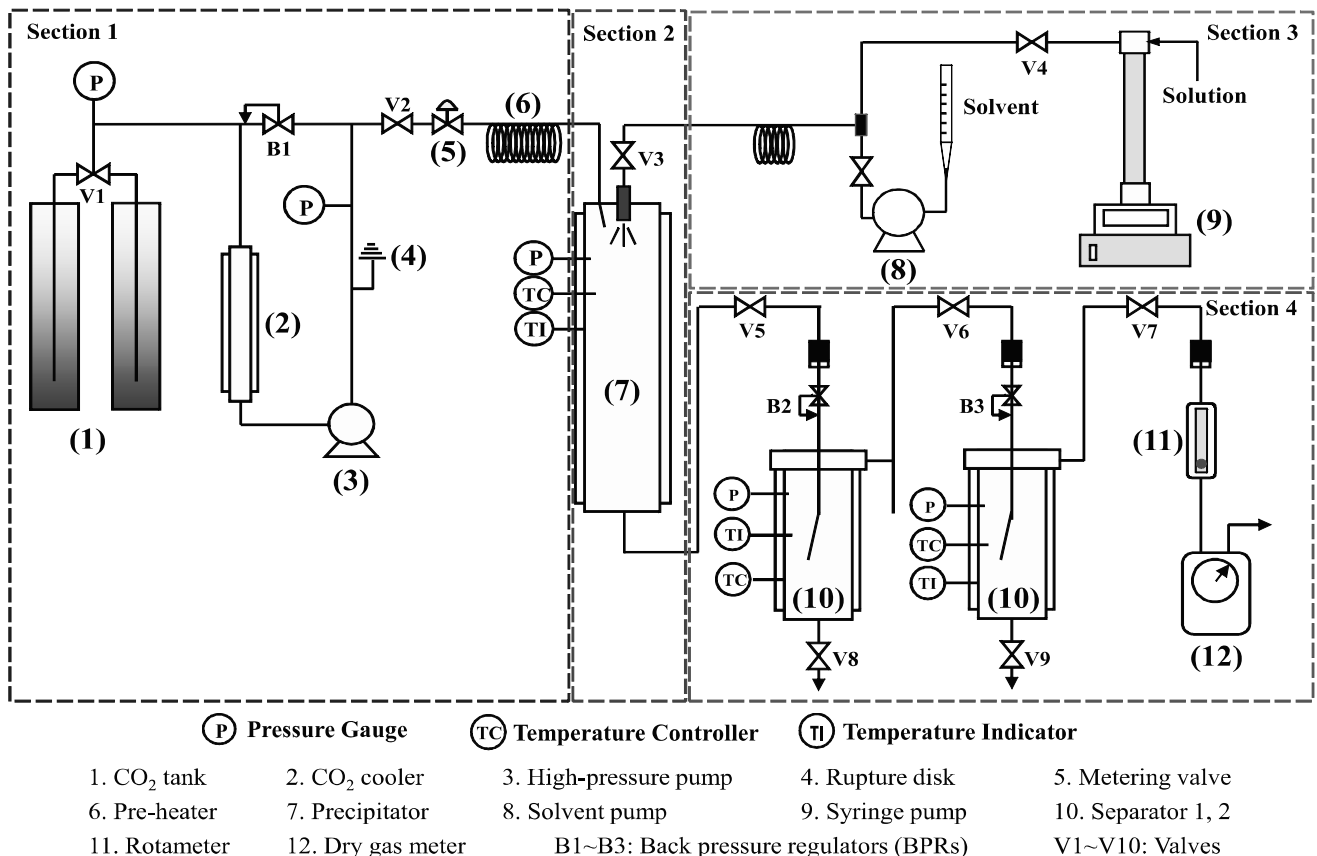 Section 1
Section 2
Section 3
Section 4
P
V1
(1)
B1
(2)
P
(4)
(3)
V2
(5)
(6)
V3
P
TC
TI
(7)
Solvent
V4
Solution
(8)
(9)
V5
B2
P
TI
TC
(10)
V8
V6
B3
P
TC
TI
(10)
V9
V7
(11)
(12)
P Pressure Gauge TC Temperature Controller TI Temperature Indicator
1. CO₂ tank 2. CO₂ cooler 3. High-pressure pump 4. Rupture disk 5. Metering valve
6. Pre-heater 7. Precipitator 8. Solvent pump 9. Syringe pump 10. Separator 1, 2
11. Rotameter 12. Dry gas meter B1~B3: Back pressure regulators (BPRs) V1~V10: Valves